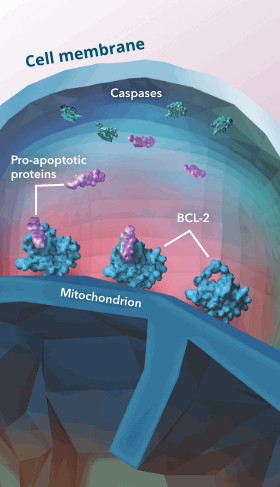 Cell membrane
Caspases
Pro-apoptotic
proteins
BCL-2
Mitochondrion